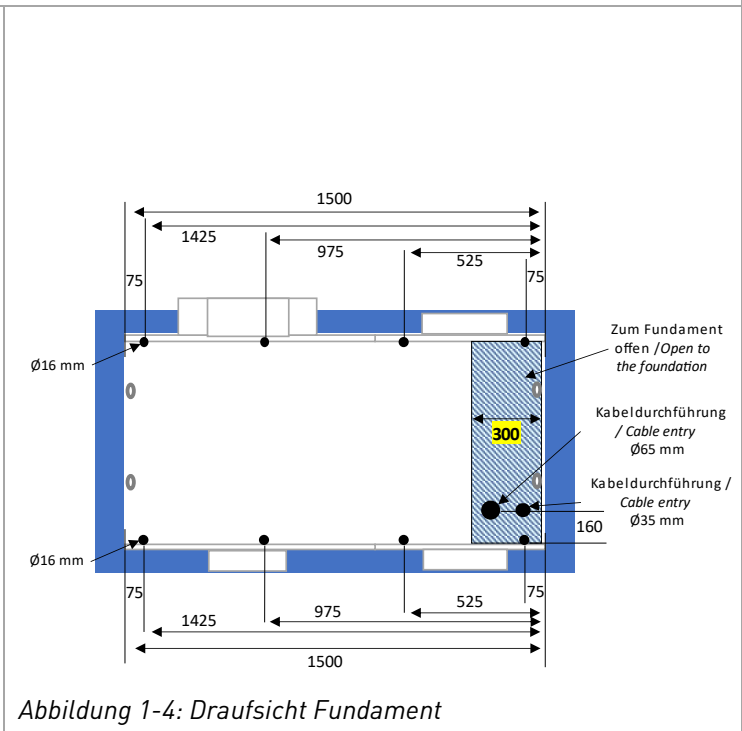 1500
1425
975
525
75
75
Ø16 mm
Zum Fundament
offen /Open to
the foundation
Kabeldurchführung
/ Cable entry
Ø65 mm
300
Kabeldurchführung /
Cable entry
Ø35 mm
160
Ø16 mm
75
75
525
975
1425
1500
Abbildung 1-4: Draufsicht Fundament